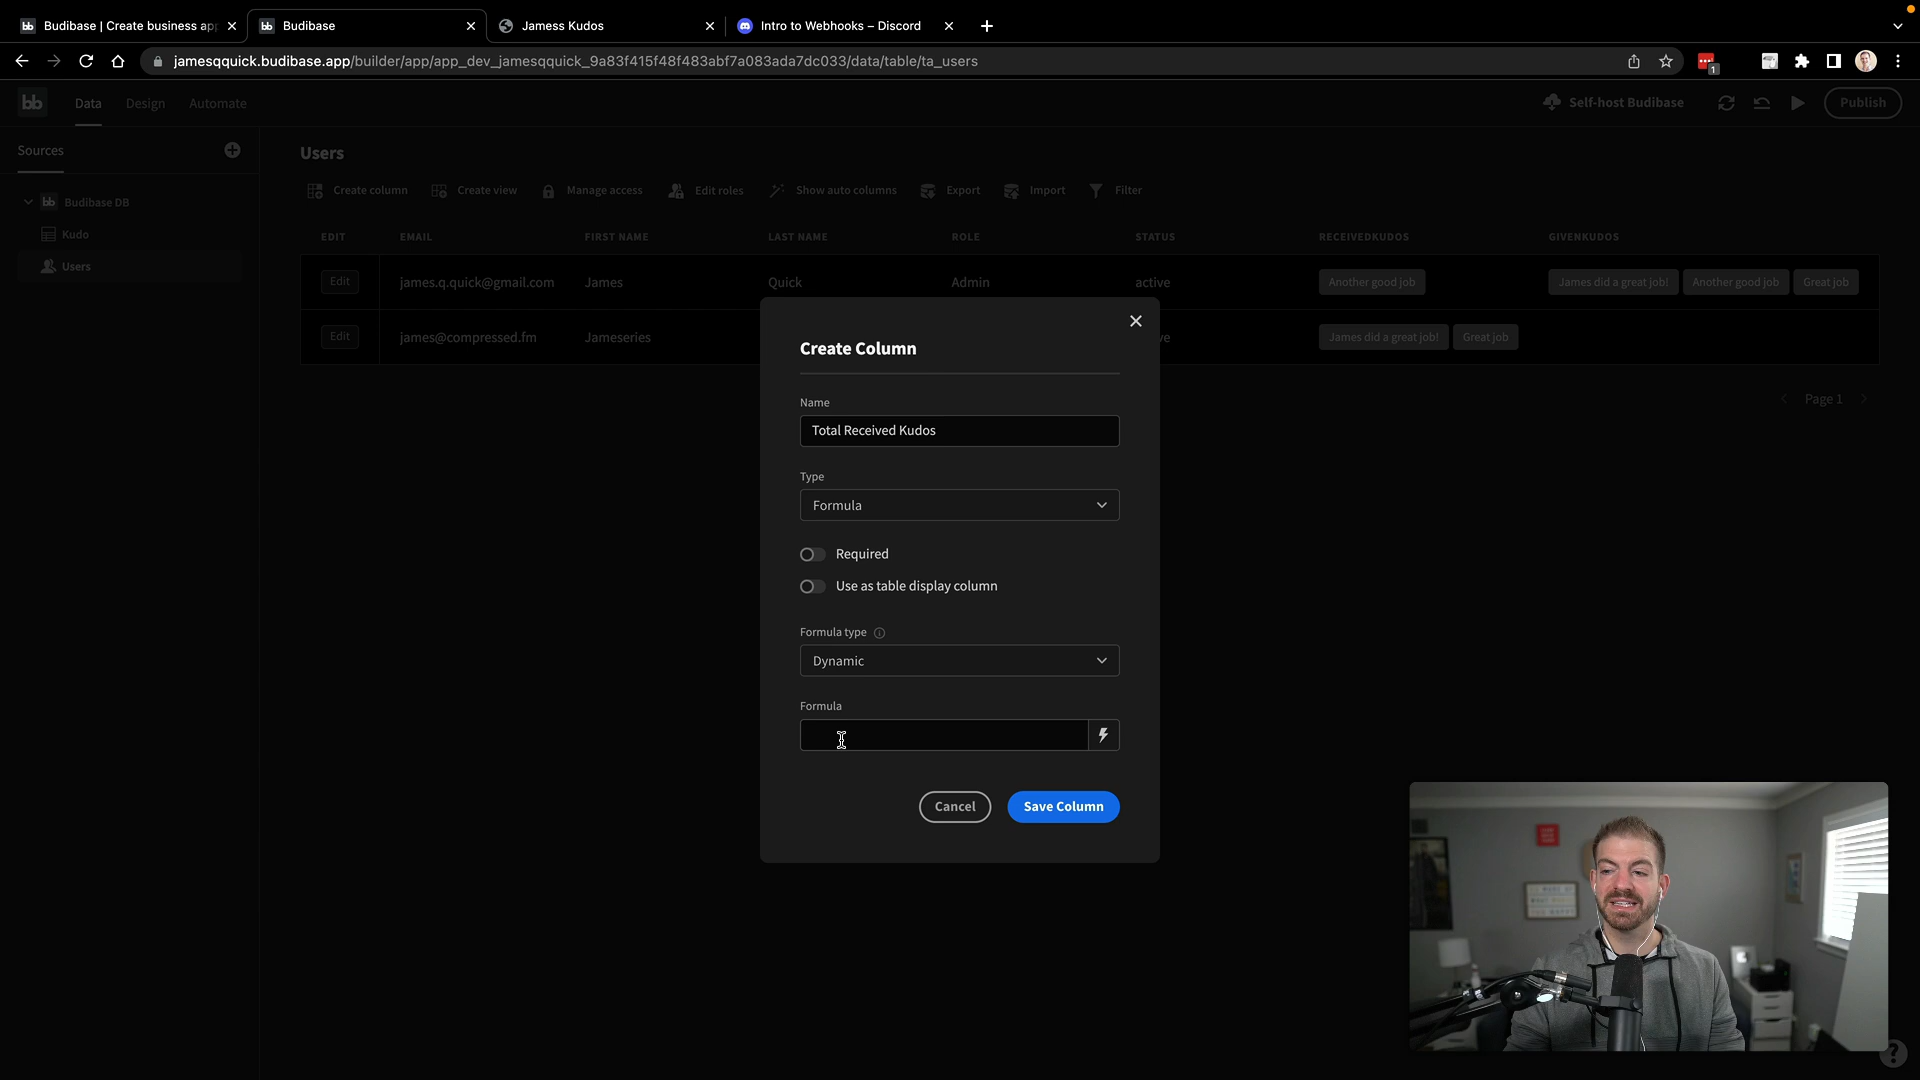 Budibase | Create business app
Budibase
Jamess Kudos
Intro to Webhooks – Discord
jamesqquick.budibase.app/builder/app/app_dev_jamesqquick_9a83f415f48f483abf7a083ada7dc033/data/table/ta_users
1
bb
Data
Design
Automate
Self-host Budibase
Publish
Sources
Budibase DB
Kudo
Users
Users
Create column
Create view
Manage access
Edit roles
Show auto columns
Export
Import
Filter
EDIT
EMAIL
FIRST NAME
LAST NAME
ROLE
STATUS
RECEIVEDKUDOS
GIVENKUDOS
Edit
james.q.quick@gmail.com
James
Quick
Admin
active
Another good job
James did a great job!
Another good job
Great job
Edit
james@compressed.fm
Jameseries
ve
James did a great job!
Great job
Page 1
Create Column
Name
Total Received Kudos
Type
Formula
Required
Use as table display column
Formula type
Dynamic
Formula
Cancel
Save Column